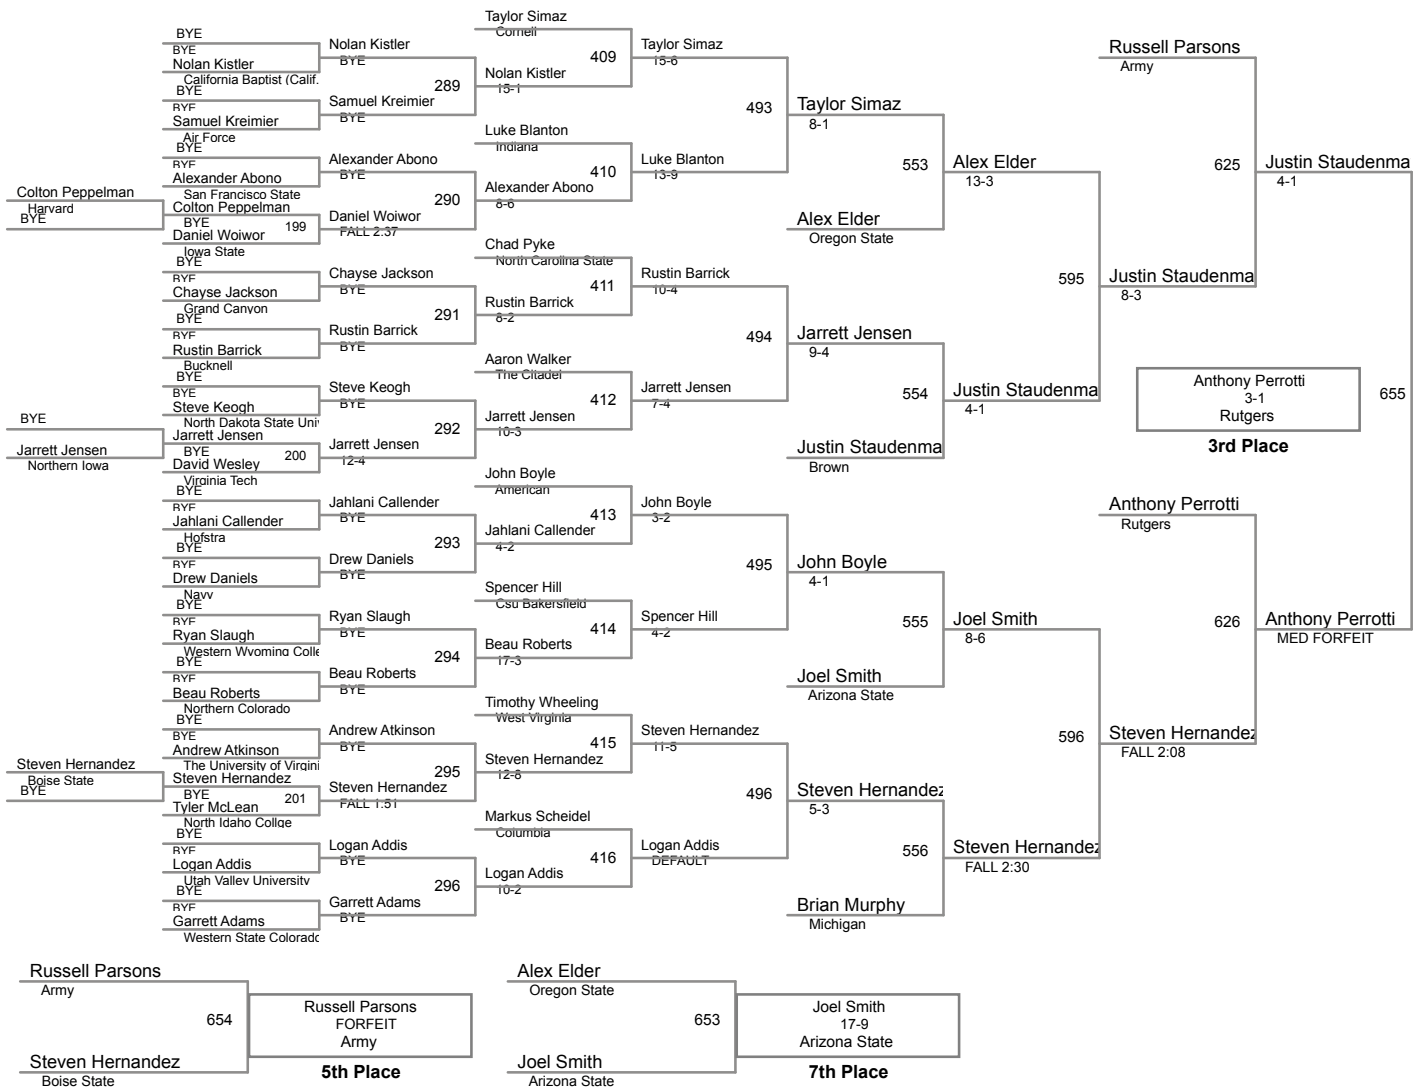 Colton Peppelman
Harvard
BYE
BYE
Jarrett Jensen
Northern Iowa
Steven Hernandez
Boise State
BYE
BYE
BYE
Nolan Kistler
California Baptist (Calif.
BYE
BYE
Samuel Kreimier
Air Force
BYE
BYE
Alexander Abono
San Francisco State
Colton Peppelman
BYE
199
Daniel Woiwor
Iowa State
BYE
BYE
Chayse Jackson
Grand Canyon
BYE
BYE
Rustin Barrick
Bucknell
BYE
BYE
Steve Keogh
North Dakota State Univ
Jarrett Jensen
BYE
200
David Wesley
Virginia Tech
BYE
BYE
Jahlani Callender
Hofstra
BYE
BYE
Drew Daniels
Navy
BYE
BYE
Ryan Slaugh
Western Wyoming Colle
BYE
BYE
Beau Roberts
Northern Colorado
BYE
BYE
Andrew Atkinson
The University of Virgini
Steven Hernandez
BYE
201
Tyler McLean
North Idaho Collge
BYE
BYE
Logan Addis
Utah Valley University
BYE
BYE
Garrett Adams
Western State Colorado
Nolan Kistler
BYE
289
Samuel Kreimier
BYE
Alexander Abono
BYE
290
Daniel Woiwor
FALL 2:37
Chayse Jackson
BYE
291
Rustin Barrick
BYE
Steve Keogh
BYE
292
Jarrett Jensen
12-4
Jahlani Callender
BYE
293
Drew Daniels
BYE
Ryan Slaugh
BYE
294
Beau Roberts
BYE
Andrew Atkinson
BYE
295
Steven Hernandez
FALL 1:51
Logan Addis
BYE
296
Garrett Adams
BYE
Taylor Simaz
Cornell
409
Nolan Kistler
15-1
Luke Blanton
Indiana
410
Alexander Abono
8-6
Chad Pyke
North Carolina State
411
Rustin Barrick
8-2
Aaron Walker
The Citadel
412
Jarrett Jensen
10-3
John Boyle
American
413
Jahlani Callender
4-2
Spencer Hill
Csu Bakersfield
414
Beau Roberts
17-3
Timothy Wheeling
West Virginia
415
Steven Hernandez
12-8
Markus Scheidel
Columbia
416
Logan Addis
10-2
Taylor Simaz
15-6
493
Luke Blanton
13-9
Rustin Barrick
10-4
494
Jarrett Jensen
7-4
John Boyle
3-2
495
Spencer Hill
4-2
Steven Hernandez
11-5
496
Logan Addis
DEFAULT
Taylor Simaz
8-1
553
Alex Elder
Oregon State
Jarrett Jensen
9-4
554
Justin Staudenma
Brown
John Boyle
4-1
555
Joel Smith
Arizona State
Steven Hernandez
5-3
556
Brian Murphy
Michigan
Alex Elder
13-3
595
Justin Staudenma
4-1
Joel Smith
8-6
596
Steven Hernandez
FALL 2:30
Russell Parsons
Army
625
Justin Staudenma
8-3
Anthony Perrotti
Rutgers
626
Steven Hernandez
FALL 2:08
Justin Staudenma
4-1
655
Anthony Perrotti
MED FORFEIT
Anthony Perrotti
3-1
Rutgers
3rd Place
Russell Parsons
Army
654
Steven Hernandez
Boise State
Russell Parsons
FORFEIT
Army
5th Place
Alex Elder
Oregon State
653
Joel Smith
Arizona State
Joel Smith
17-9
Arizona State
7th Place